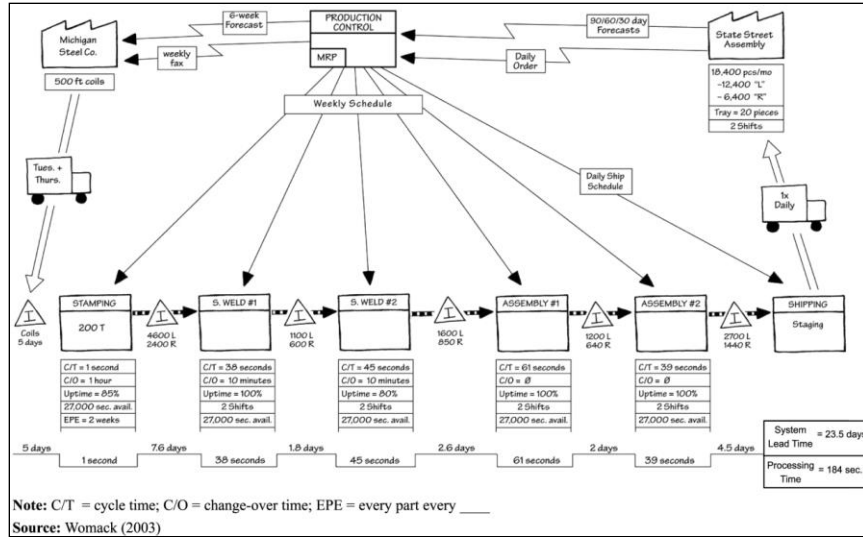 Michigan
Steel Co.
500 ft coils
6-week
Forecast
weekly
fax
PRODUCTION
CONTROL
MRP
90/60/30 day
Forecasts
Daily
Order
State Street
Assembly
18,400 pcs/mo
-12,400 "L"
- 6,400 "R"
Tray = 20 pieces
2 Shifts
Weekly Schedule
Tues. +
Thurs.
Daily Ship
Schedule
1x
Daily
I
Coils
5 days
STAMPING
200 T
I
4600 L
2400 R
S. WELD #1
I
1100 L
600 R
S. WELD #2
I
1600 L
850 R
ASSEMBLY #1
I
1200 L
640 R
ASSEMBLY #2
I
2700 L
1440 R
SHIPPING
Staging
C/T = 1 second
C/O = 1 hour
Uptime = 85%
27,000 sec. avail.
EPE = 2 weeks
C/T = 38 seconds
C/O = 10 minutes
Uptime = 100%
2 Shifts
27,000 sec. avail.
C/T = 45 seconds
C/O = 10 minutes
Uptime = 80%
2 Shifts
27,000 sec. avail.
C/T = 61 seconds
C/O = Ø
Uptime = 100%
2 Shifts
27,000 sec. avail.
C/T = 39 seconds
C/O = Ø
Uptime = 100%
2 Shifts
27,000 sec. avail.
5 days
1 second
7.6 days
38 seconds
1.8 days
45 seconds
2.6 days
61 seconds
2 days
39 seconds
4.5 days
System
Lead Time = 23.5 days
Processing
Time = 184 sec.
Note: C/T = cycle time; C/O = change-over time; EPE = every part every ____
Source: Womack (2003)